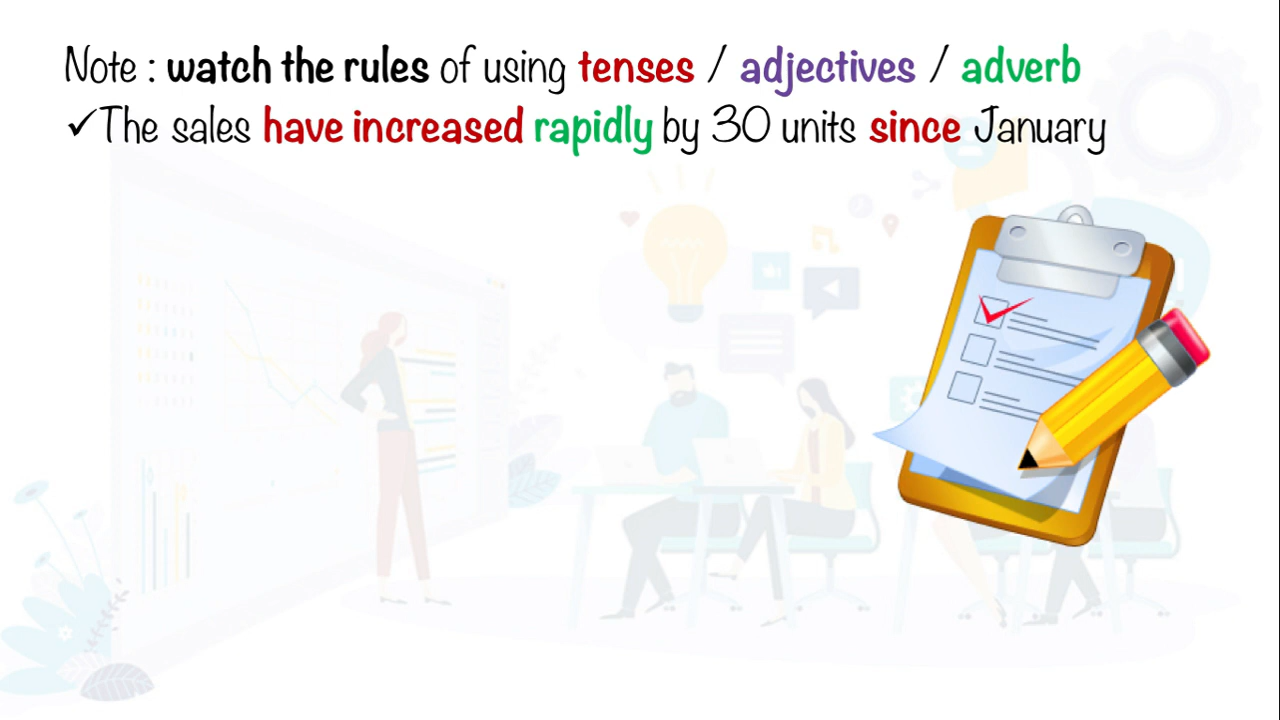 Note : watch the rules of using tenses / adjectives / adverb
✓The sales have increased rapidly by 30 units since January